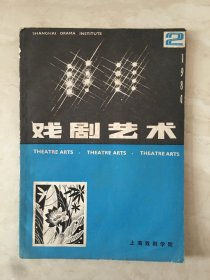 SHANGHAI DRAMA INSTITUTE
2
1984
戏剧艺术
THEATRE ARTS · THEATRE ARTS · THEATRE ARTS
上海戏剧学院